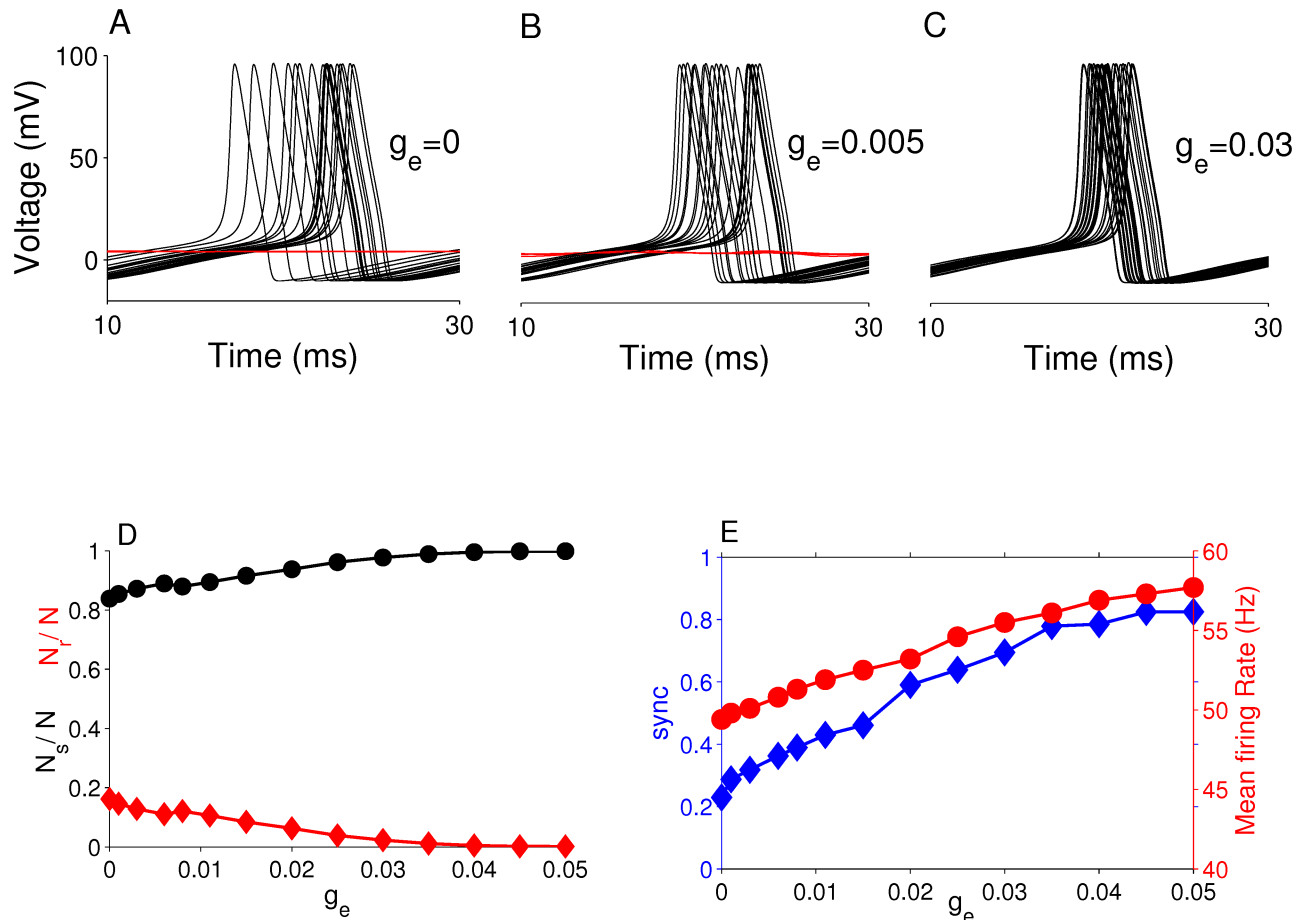 A
B
C
100
50
0
Voltage (mV)
g_e=0
g_e=0.005
g_e=0.03
10
30
10
30
10
30
Time (ms)
Time (ms)
Time (ms)
D
1
0.8
0.6
0.4
0.2
0
N_s/ N
N_r/ N
0
0.01
0.02
0.03
0.04
0.05
g_e
E
1
0.8
0.6
0.4
0.2
0
sync
60
55
50
45
40
Mean firing Rate (Hz)
0
0.01
0.02
0.03
0.04
0.05
g_e